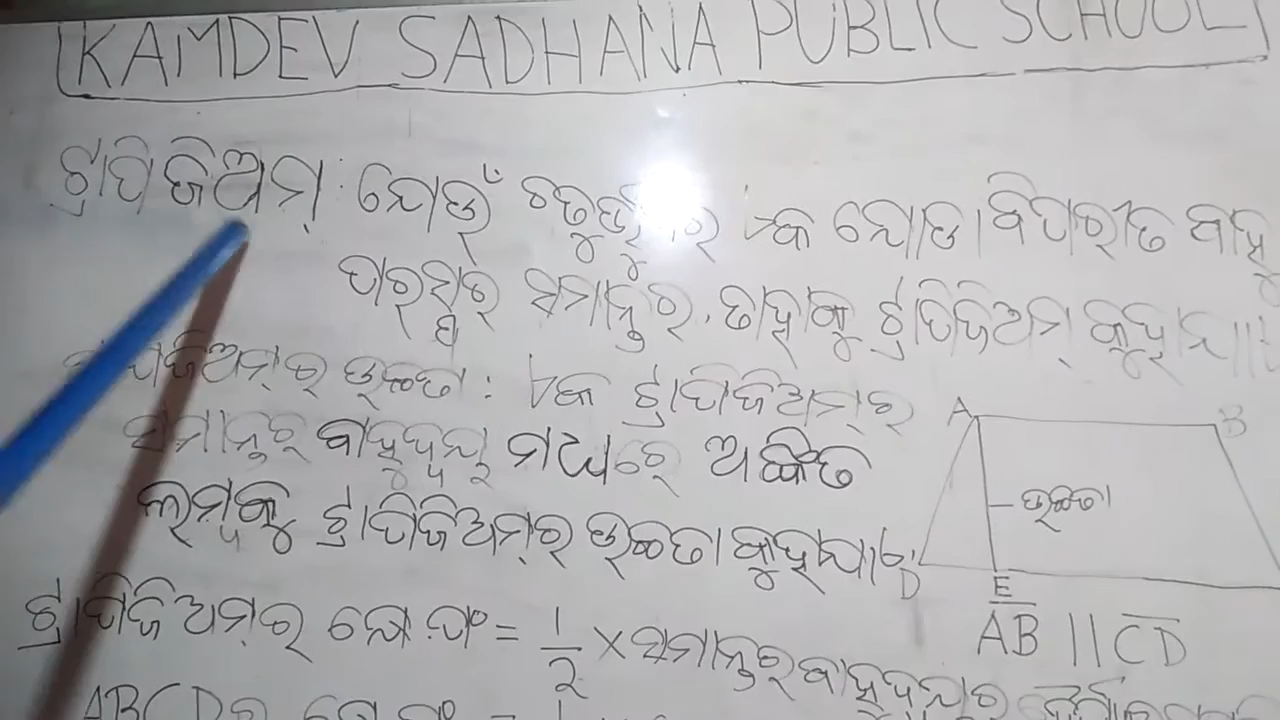 KAMDEV SADHANA PUBLIC SCHOOL
ଟ୍ରାପିଜିଅମ୍ : ଯେଉଁ ଚତୁର୍ଭୁଜର ଏକ ଯୋଡା ବିପରୀତ ବାହୁ
ପରସ୍ପର ସମାନ୍ତର, ତାହାକୁ ଟ୍ରାପିଜିଅମ୍ କୁହାଯା
ଟ୍ରାପିଜିଅମ୍‌ର ଉଚ୍ଚତା : ଏକ ଟ୍ରାପିଜିଅମ୍‌ର
ସମାନ୍ତର ବାହୁଦ୍ୱୟ ମଧ୍ୟରେ ଅଙ୍କିତ
ଲମ୍ବକୁ ଟ୍ରାପିଜିଅମ୍‌ର ଉଚ୍ଚତା କୁହାଯାଏ.
A B
ଉଚ୍ଚତା
D E
AB || CD
ଟ୍ରାପିଜିଅମ୍‌ର କ୍ଷେ.ଫ° = 1/2 × ସମାନ୍ତର ବାହୁଦ୍ୱୟର
ABCDର